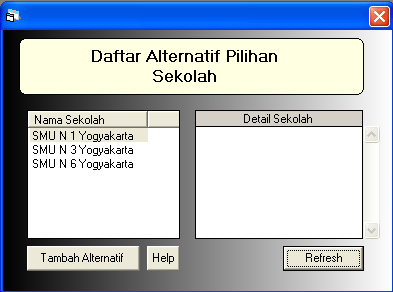 Daftar Alternatif Pilihan
Sekolah
Nama Sekolah
SMU N 1 Yogyakarta
SMU N 3 Yogyakarta
SMU N 6 Yogyakarta
Detail Sekolah
Tambah Alternatif
Help
Refresh